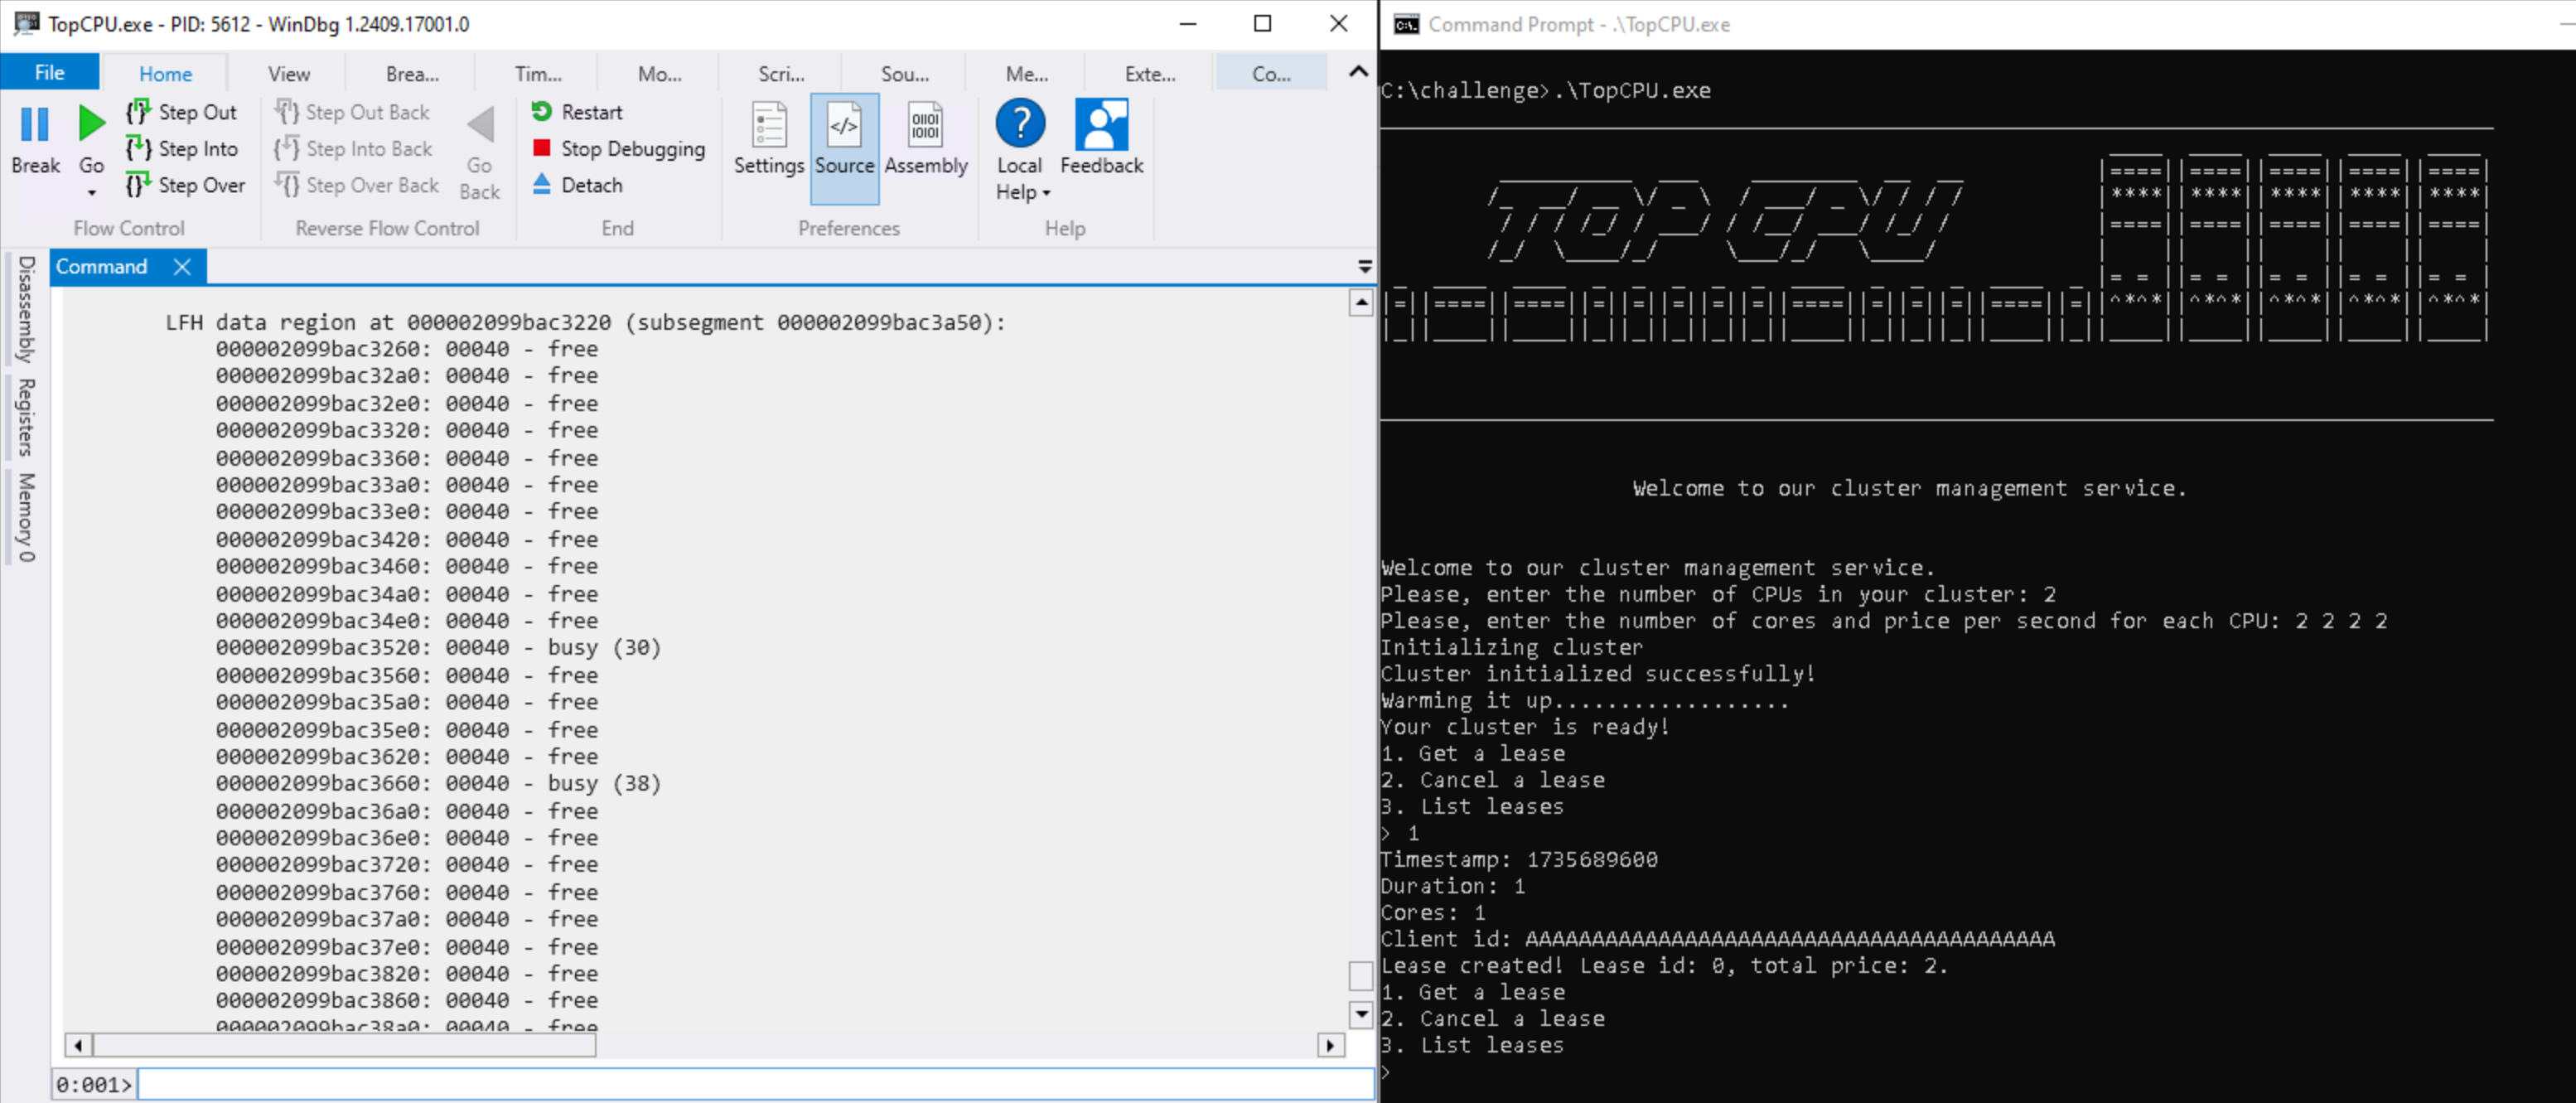 TopCPU.exe - PID: 5612 - WinDbg 1.2409.17001.0
File Home View Brea... Tim... Mo... Scri... Sou... Me... Exte... Co...
Break
Go
Step Out
Step Into
Step Over
Flow Control
Step Out Back
Step Into Back
Step Over Back
Go Back
Reverse Flow Control
Restart
Stop Debugging
Detach
End
Settings
Source
Assembly
Preferences
Local Help
Feedback
Help
Disassembly
Registers
Memory 0
Command
LFH data region at 000002099bac3220 (subsegment 000002099bac3a50):
000002099bac3260: 00040 - free
000002099bac32a0: 00040 - free
000002099bac32e0: 00040 - free
000002099bac3320: 00040 - free
000002099bac3360: 00040 - free
000002099bac33a0: 00040 - free
000002099bac33e0: 00040 - free
000002099bac3420: 00040 - free
000002099bac3460: 00040 - free
000002099bac34a0: 00040 - free
000002099bac34e0: 00040 - free
000002099bac3520: 00040 - busy (30)
000002099bac3560: 00040 - free
000002099bac35a0: 00040 - free
000002099bac35e0: 00040 - free
000002099bac3620: 00040 - free
000002099bac3660: 00040 - busy (38)
000002099bac36a0: 00040 - free
000002099bac36e0: 00040 - free
000002099bac3720: 00040 - free
000002099bac3760: 00040 - free
000002099bac37a0: 00040 - free
000002099bac37e0: 00040 - free
000002099bac3820: 00040 - free
000002099bac3860: 00040 - free
000002099bac38a0: 00040 - free
0:001>
Command Prompt - .\TopCPU.exe
C:\challenge>.\TopCPU.exe
TOP CPU
Welcome to our cluster management service.
Welcome to our cluster management service.
Please, enter the number of CPUs in your cluster: 2
Please, enter the number of cores and price per second for each CPU: 2 2 2 2
Initializing cluster
Cluster initialized successfully!
Warming it up..................
Your cluster is ready!
1. Get a lease
2. Cancel a lease
3. List leases
> 1
Timestamp: 1735689600
Duration: 1
Cores: 1
Client id: AAAAAAAAAAAAAAAAAAAAAAAAAAAAAAAAAAAAAAAA
Lease created! Lease id: 0, total price: 2.
1. Get a lease
2. Cancel a lease
3. List leases
>